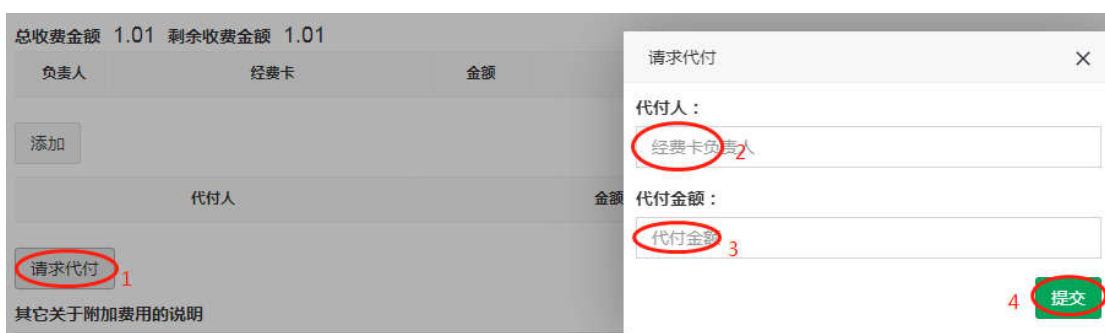 总收费金额 1.01 剩余收费金额 1.01
负责人 经费卡 金额
添加
代付人 金额
请求代付 1
其它关于附加费用的说明
请求代付 ×
代付人：
经费卡负责人 2
代付金额：
代付金额 3
4 提交